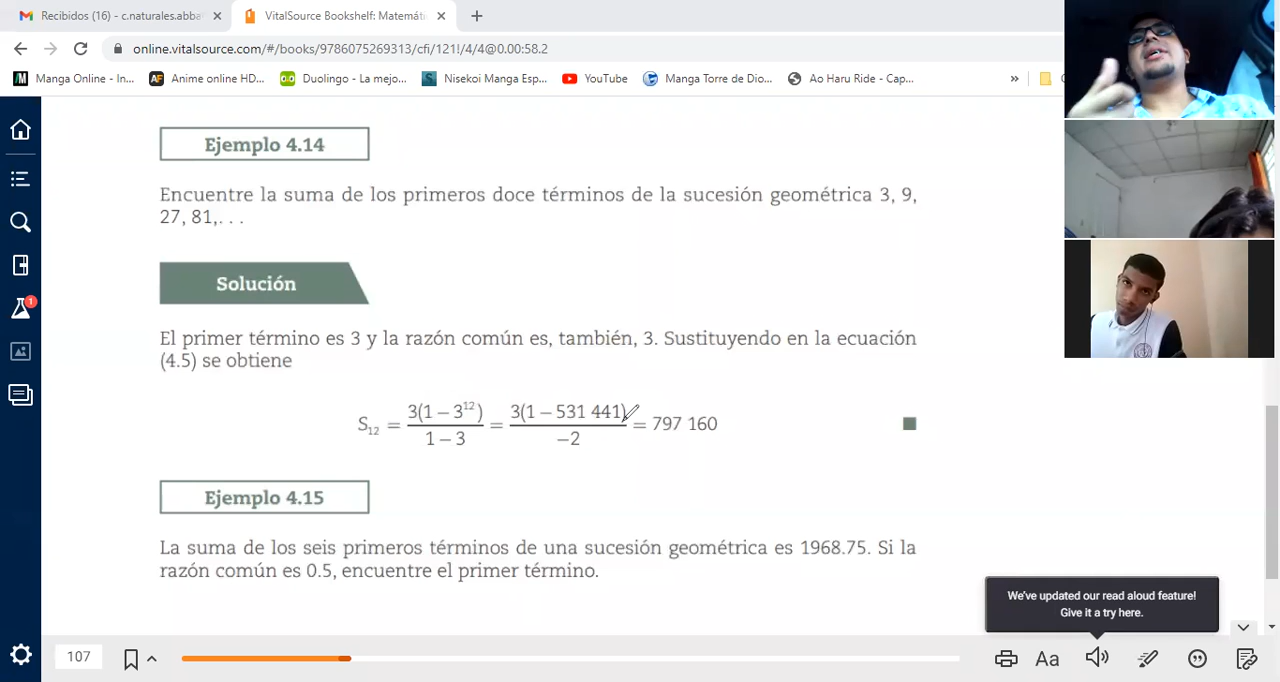 Recibidos (16) - c.naturales.abba
VitalSource Bookshelf: Matemáti
online.vitalsource.com/#/books/9786075269313/cfi/121!/4/4@0.00:58.2
Manga Online - In...
Anime online HD...
Duolingo - La mejo...
Nisekoi Manga Esp...
YouTube
Manga Torre de Dio...
Ao Haru Ride - Cap...
»
Ejemplo 4.14
Encuentre la suma de los primeros doce términos de la sucesión geométrica 3, 9,
27, 81,. . .
Solución
El primer término es 3 y la razón común es, también, 3. Sustituyendo en la ecuación
(4.5) se obtiene
S₁₂ = 3(1 – 3¹²) / 1 – 3 = 3(1 – 531 441) / –2 = 797 160
Ejemplo 4.15
La suma de los seis primeros términos de una sucesión geométrica es 1968.75. Si la
razón común es 0.5, encuentre el primer término.
We've updated our read aloud feature!
Give it a try here.
1
107
Aa